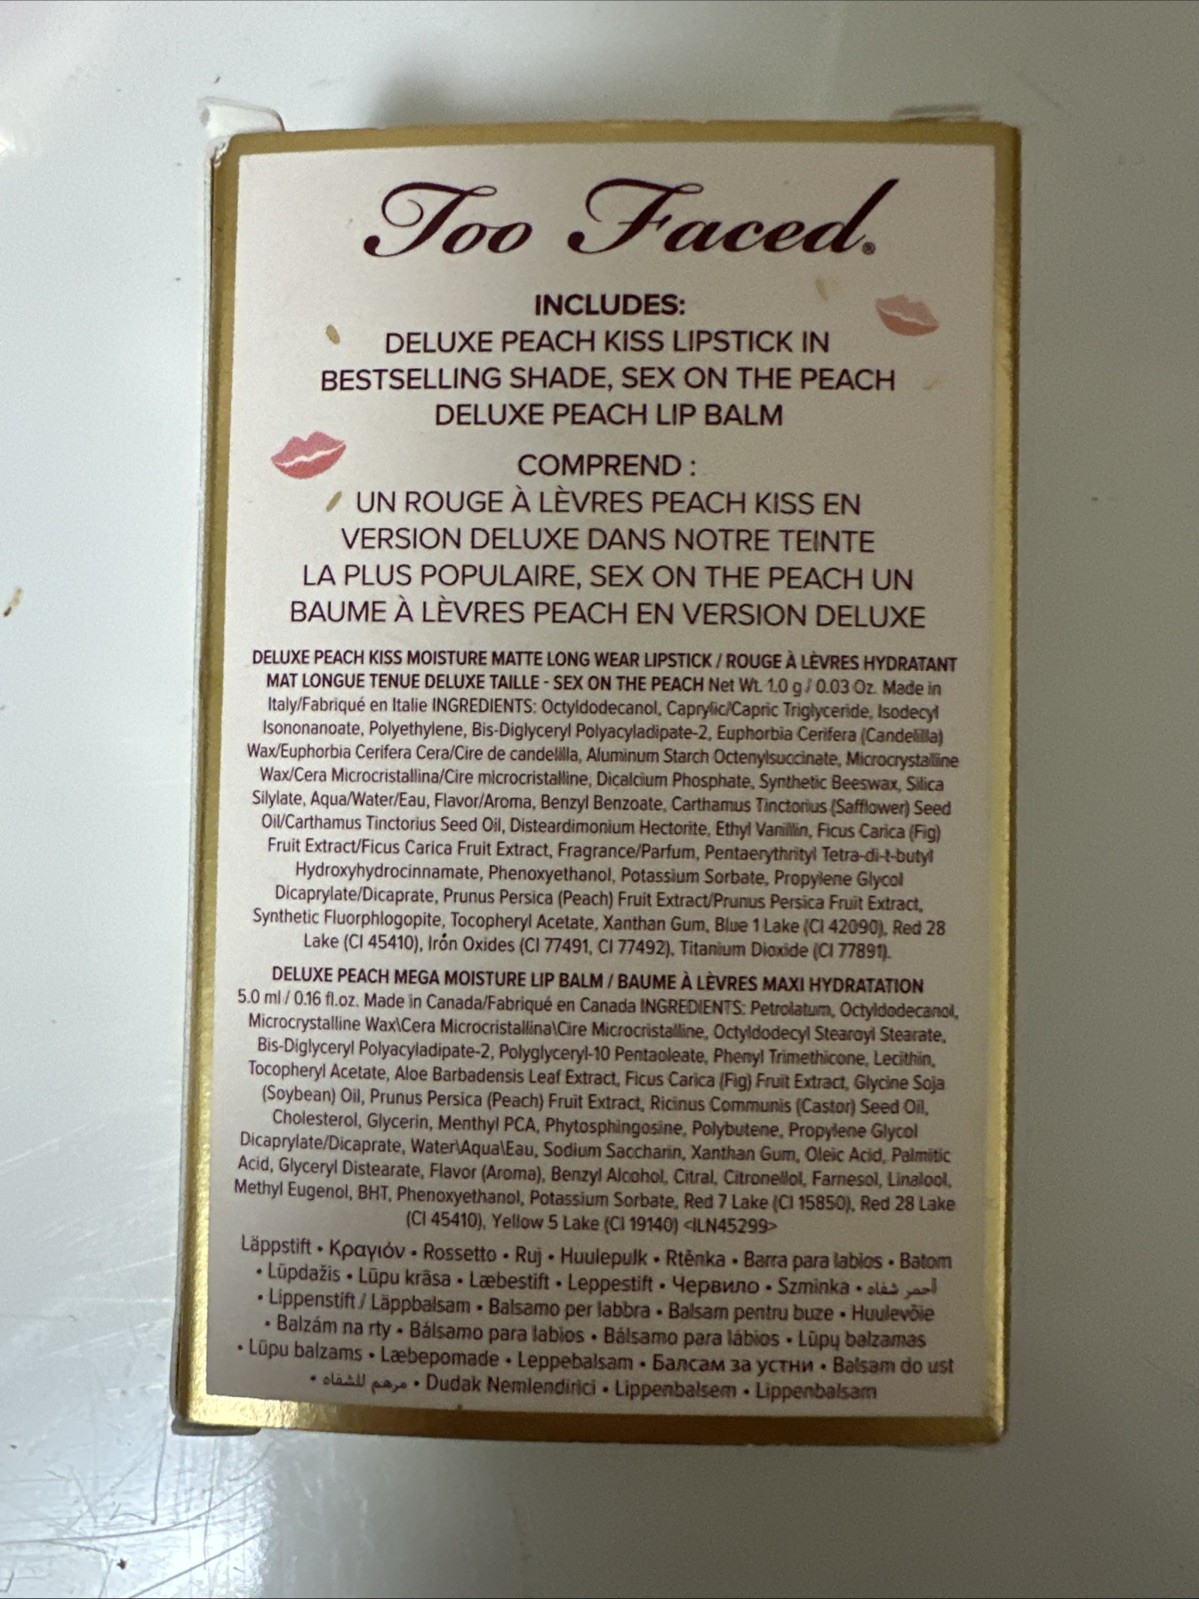 Too Faced®
INCLUDES:
DELUXE PEACH KISS LIPSTICK IN
BESTSELLING SHADE, SEX ON THE PEACH
DELUXE PEACH LIP BALM
COMPREND :
UN ROUGE À LÈVRES PEACH KISS EN
VERSION DELUXE DANS NOTRE TEINTE
LA PLUS POPULAIRE, SEX ON THE PEACH UN
BAUME À LÈVRES PEACH EN VERSION DELUXE
DELUXE PEACH KISS MOISTURE MATTE LONG WEAR LIPSTICK / ROUGE À LÈVRES HYDRATANT
MAT LONGUE TENUE DELUXE TAILLE - SEX ON THE PEACH Net Wt. 1.0 g / 0.03 Oz. Made in
Italy/Fabriqué en Italie INGREDIENTS: Octyldodecanol, Caprylic/Capric Triglyceride, Isodecyl
Isononanoate, Polyethylene, Bis-Diglyceryl Polyacyladipate-2, Euphorbia Cerifera (Candelilla)
Wax/Euphorbia Cerifera Cera/Cire de candelilla, Aluminum Starch Octenylsuccinate, Microcrystalline
Wax/Cera Microcristallina/Cire microcristalline, Dicalcium Phosphate, Synthetic Beeswax, Silica
Silylate, Aqua/Water/Eau, Flavor/Aroma, Benzyl Benzoate, Carthamus Tinctorius (Safflower) Seed
Oil/Carthamus Tinctorius Seed Oil, Disteardimonium Hectorite, Ethyl Vanillin, Ficus Carica (Fig)
Fruit Extract/Ficus Carica Fruit Extract, Fragrance/Parfum, Pentaerythrityl Tetra-di-t-butyl
Hydroxyhydrocinnamate, Phenoxyethanol, Potassium Sorbate, Propylene Glycol
Dicaprylate/Dicaprate, Prunus Persica (Peach) Fruit Extract/Prunus Persica Fruit Extract,
Synthetic Fluorphlogopite, Tocopheryl Acetate, Xanthan Gum, Blue 1 Lake (CI 42090), Red 28
Lake (CI 45410), Iron Oxides (CI 77491, CI 77492), Titanium Dioxide (CI 77891).
DELUXE PEACH MEGA MOISTURE LIP BALM / BAUME À LÈVRES MAXI HYDRATATION
5.0 ml / 0.16 fl.oz. Made in Canada/Fabriqué en Canada INGREDIENTS: Petrolatum, Octyldodecanol,
Microcrystalline Wax\Cera Microcristallina\Cire Microcristalline, Octyldodecyl Stearoyl Stearate,
Bis-Diglyceryl Polyacyladipate-2, Polyglyceryl-10 Pentaoleate, Phenyl Trimethicone, Lecithin,
Tocopheryl Acetate, Aloe Barbadensis Leaf Extract, Ficus Carica (Fig) Fruit Extract, Glycine Soja
(Soybean) Oil, Prunus Persica (Peach) Fruit Extract, Ricinus Communis (Castor) Seed Oil,
Cholesterol, Glycerin, Menthyl PCA, Phytosphingosine, Polybutene, Propylene Glycol
Dicaprylate/Dicaprate, Water\Aqua\Eau, Sodium Saccharin, Xanthan Gum, Oleic Acid, Palmitic
Acid, Glyceryl Distearate, Flavor (Aroma), Benzyl Alcohol, Citral, Citronellol, Farnesol, Linalool,
Methyl Eugenol, BHT, Phenoxyethanol, Potassium Sorbate, Red 7 Lake (CI 15850), Red 28 Lake
(CI 45410), Yellow 5 Lake (CI 19140) <ILN45299>
Läppstift • Κραγιόν • Rossetto • Ruj • Huulepulk • Rtěnka • Barra para labios • Batom
• Lūpdažis • Lūpu krāsa • Læbestift • Leppestift • Червило • Szminka • أحمر شفاه
• Lippenstift / Läppbalsam • Balsamo per labbra • Balsam pentru buze • Huulevõie
• Balzám na rty • Bálsamo para labios • Bálsamo para lábios • Lūpų balzamas
• Lūpu balzams • Læbepomade • Leppebalsam • Балсам за устни • Balsam do ust
• مرهم للشفاه • Dudak Nemlendirici • Lippenbalsem • Lippenbalsam